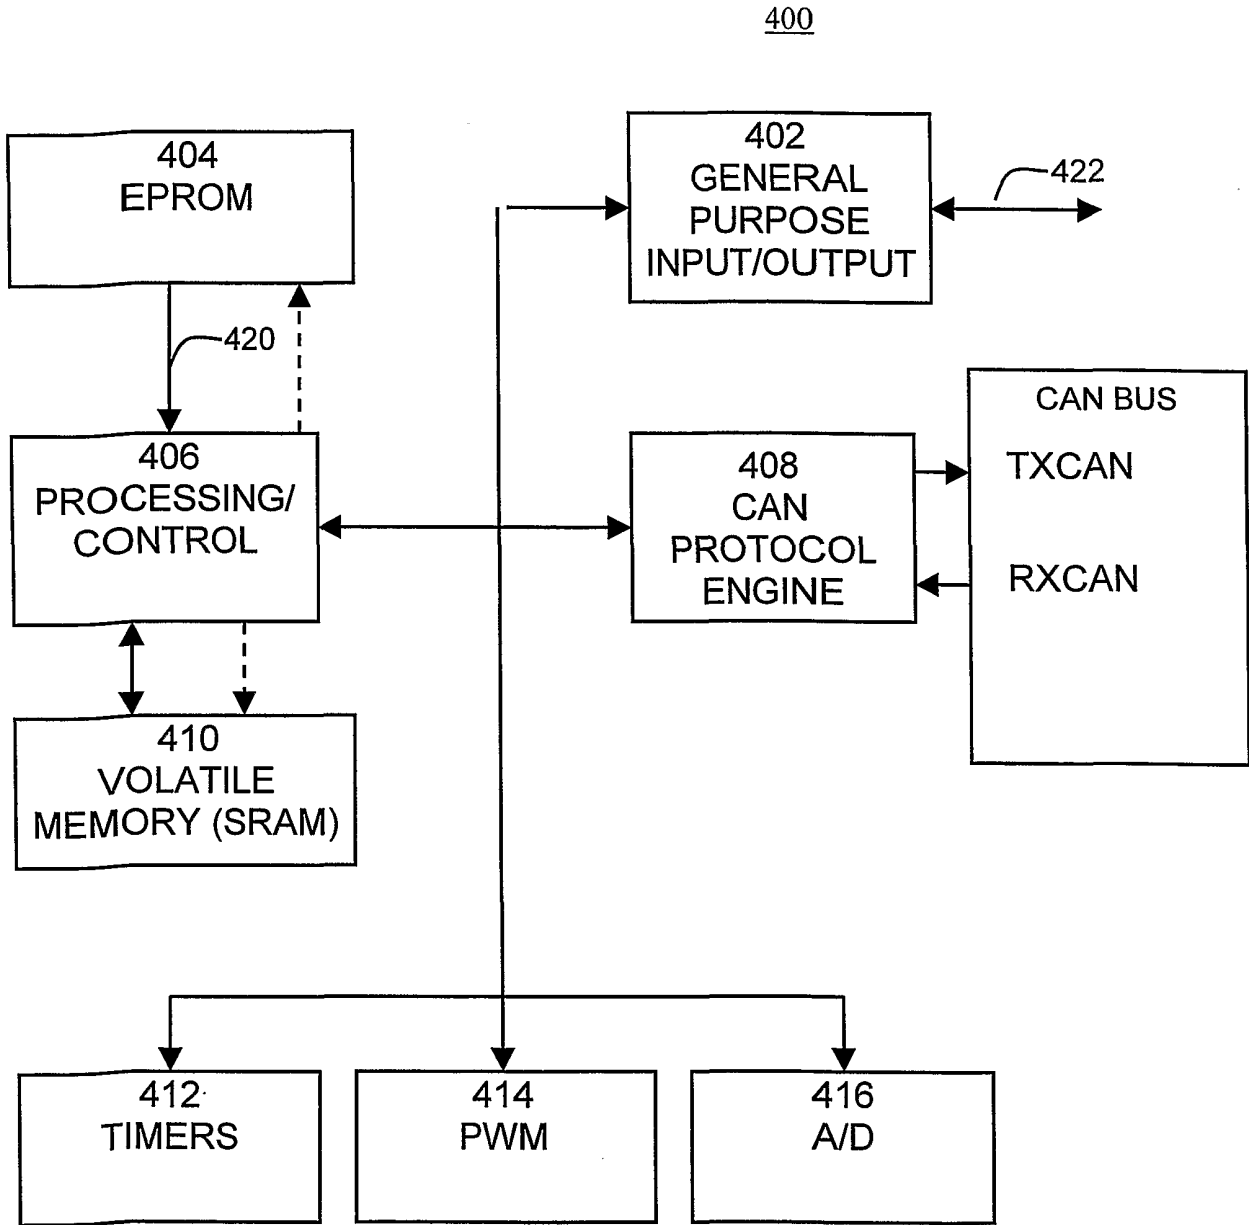 400
404
EPROM
402
GENERAL
PURPOSE
INPUT/OUTPUT
422
420
406
PROCESSING/
CONTROL
408
CAN
PROTOCOL
ENGINE
CAN BUS
TXCAN
RXCAN
410
VOLATILE
MEMORY (SRAM)
412
TIMERS
414
PWM
416
A/D